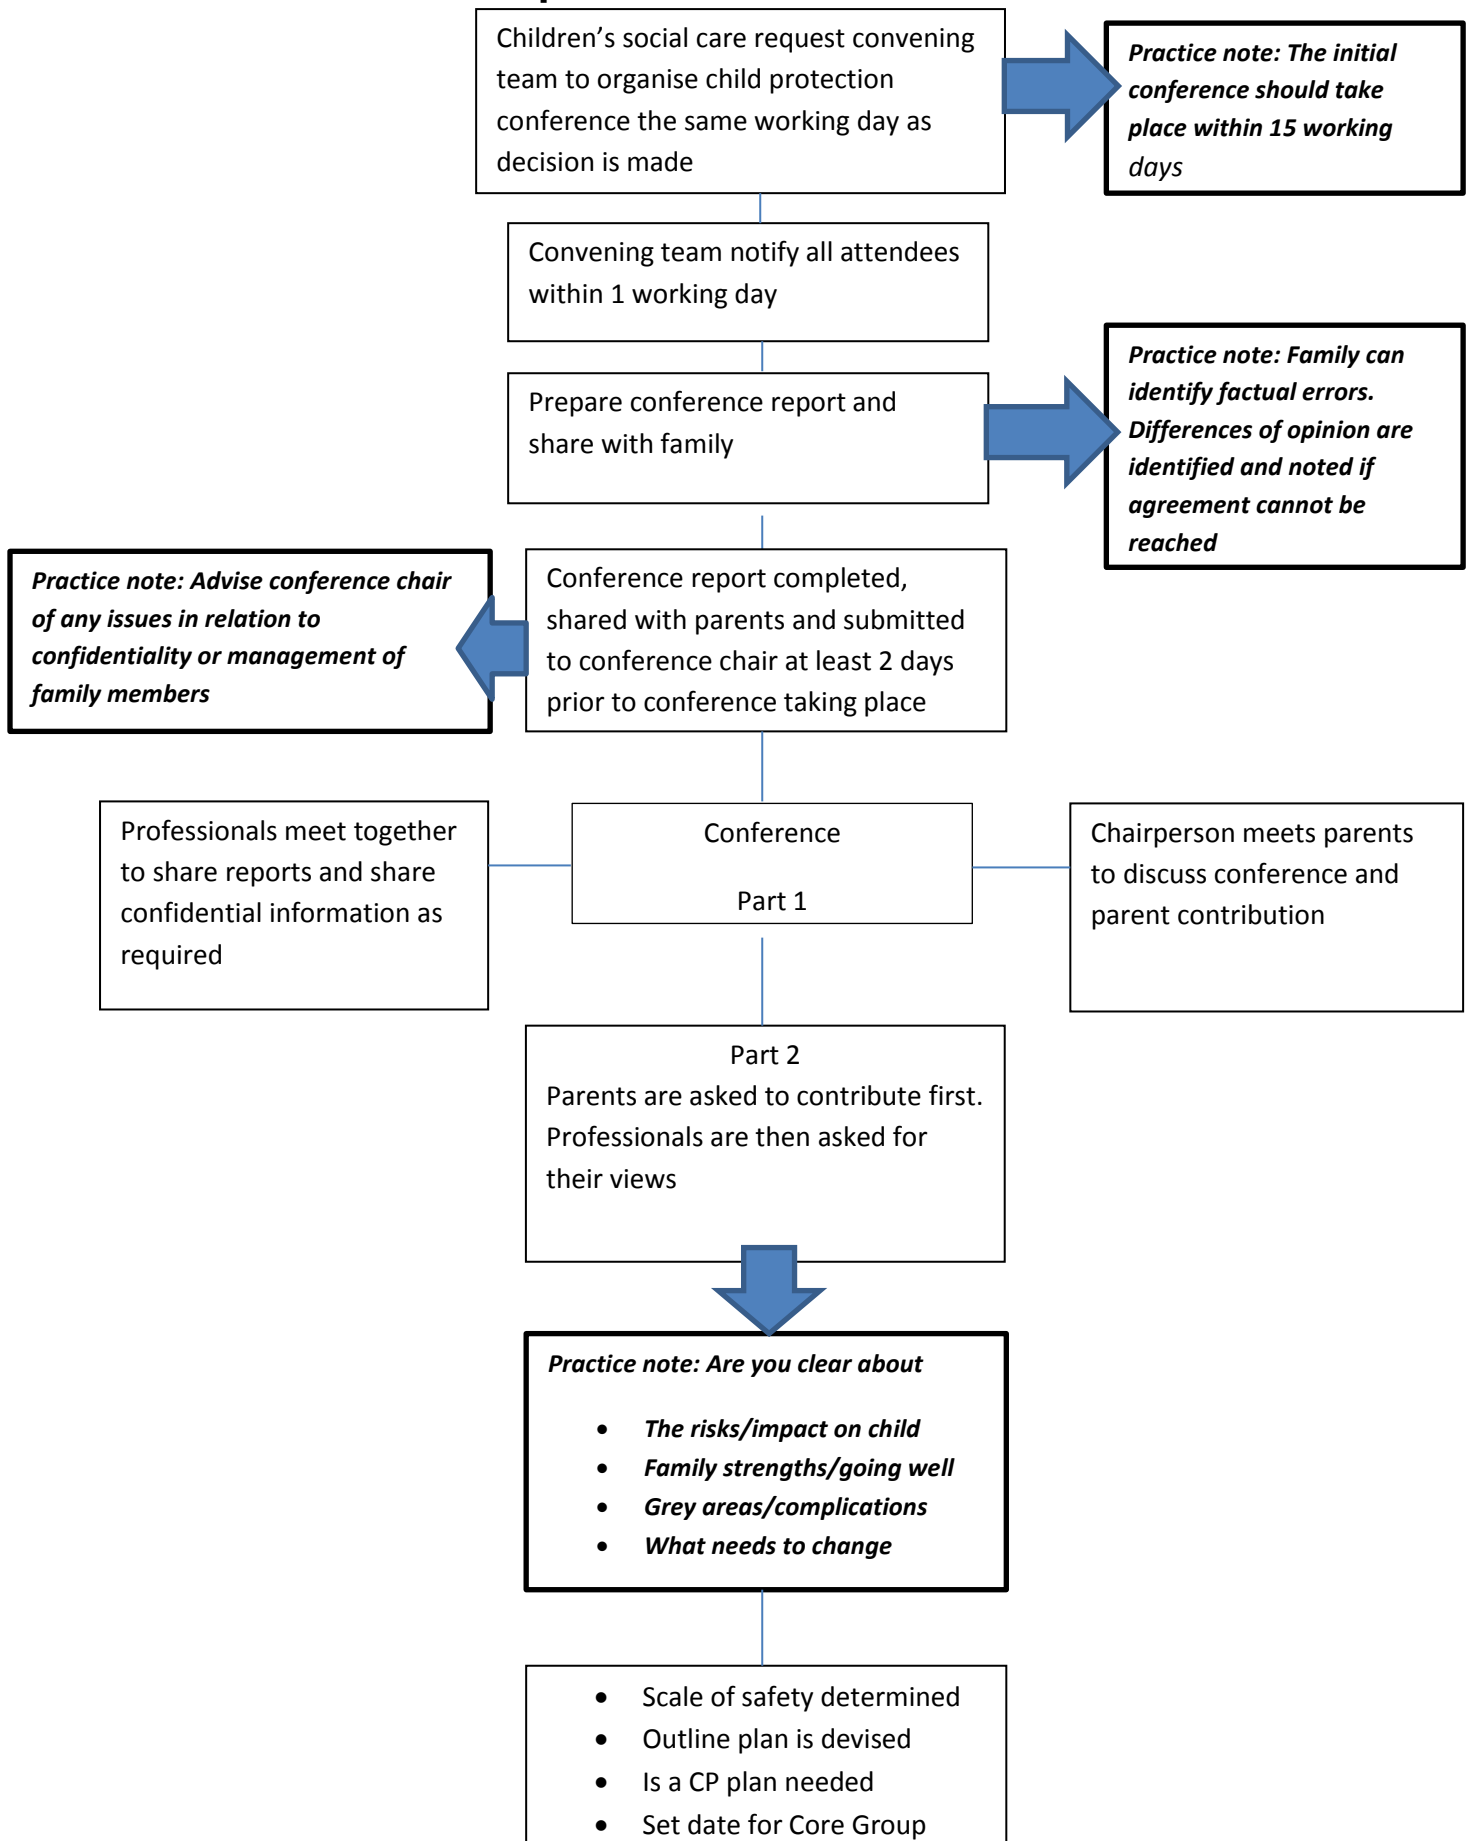 Children’s social care request convening
team to organise child protection
conference the same working day as
decision is made
Practice note: The initial
conference should take
place within 15 working
days
Convening team notify all attendees
within 1 working day
Prepare conference report and
share with family
Practice note: Family can
identify factual errors.
Differences of opinion are
identified and noted if
agreement cannot be
reached
Practice note: Advise conference chair
of any issues in relation to
confidentiality or management of
family members
Conference report completed,
shared with parents and submitted
to conference chair at least 2 days
prior to conference taking place
Professionals meet together
to share reports and share
confidential information as
required
Conference
Part 1
Chairperson meets parents
to discuss conference and
parent contribution
Part 2
Parents are asked to contribute first.
Professionals are then asked for
their views
Practice note: Are you clear about
• The risks/impact on child
• Family strengths/going well
• Grey areas/complications
• What needs to change
• Scale of safety determined
• Outline plan is devised
• Is a CP plan needed
• Set date for Core Group